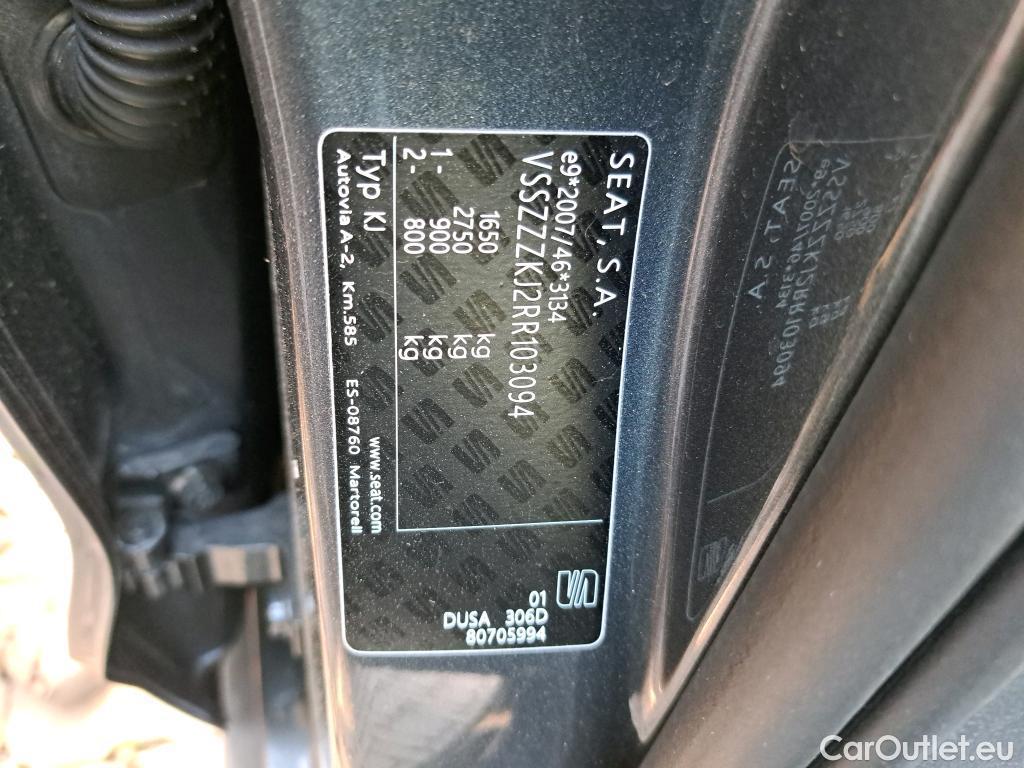 SEAT, S.A.
e9*2007/46*3134
VSSZZZKJ2RR103094
1650 kg
2750 kg
1- 900 kg
2- 800 kg
Typ KJ www.seat.com
Autovia A-2, Km.585 ES-08760 Martorell
01
DUSA 306D
80705994
CarOutlet.eu